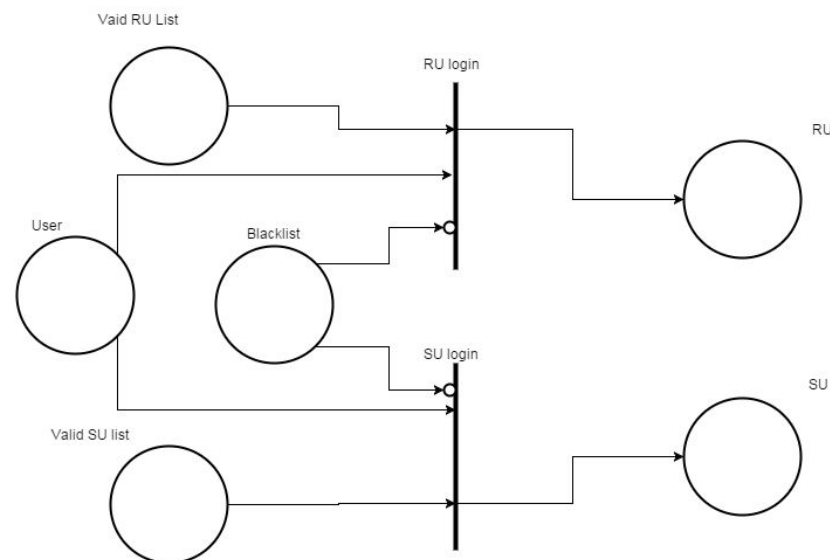 Vaid RU List
RU login
RU
User
Blacklist
SU login
SU
Valid SU list